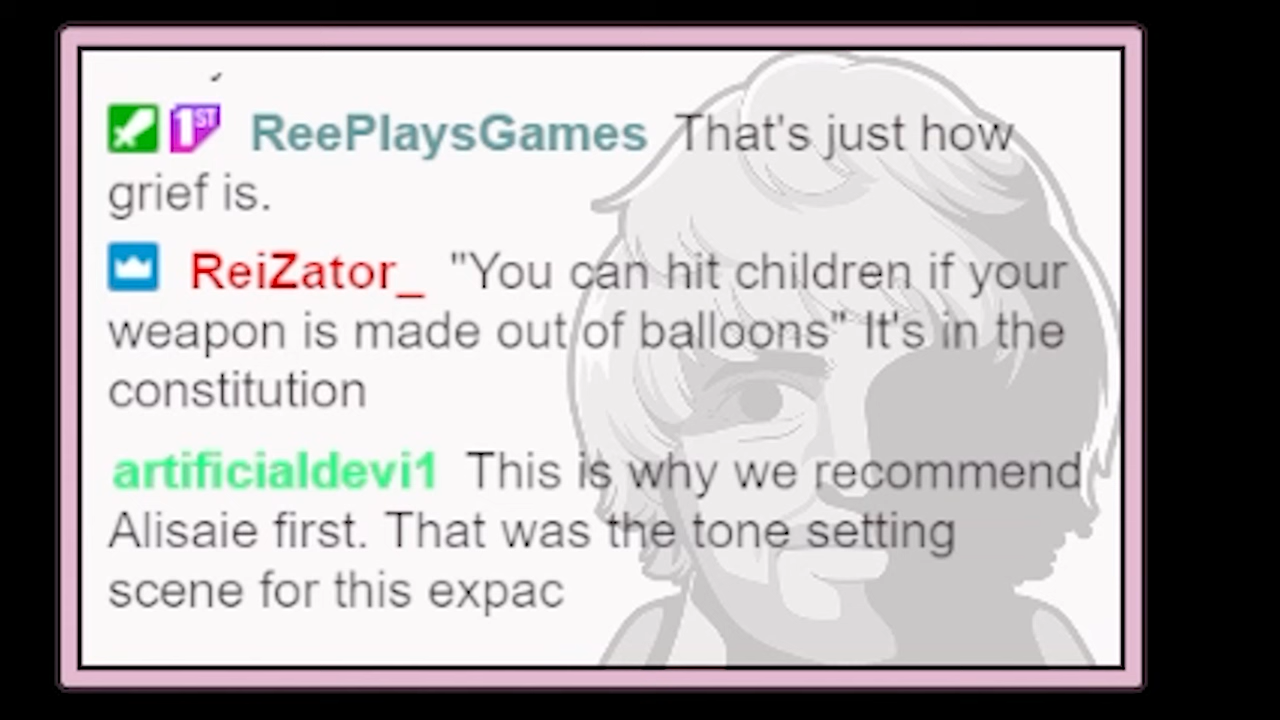 1ST ReePlaysGames That's just how
grief is.
ReiZator_ "You can hit children if your
weapon is made out of balloons" It's in the
constitution
artificialdevi1 This is why we recommend
Alisaie first. That was the tone setting
scene for this expac